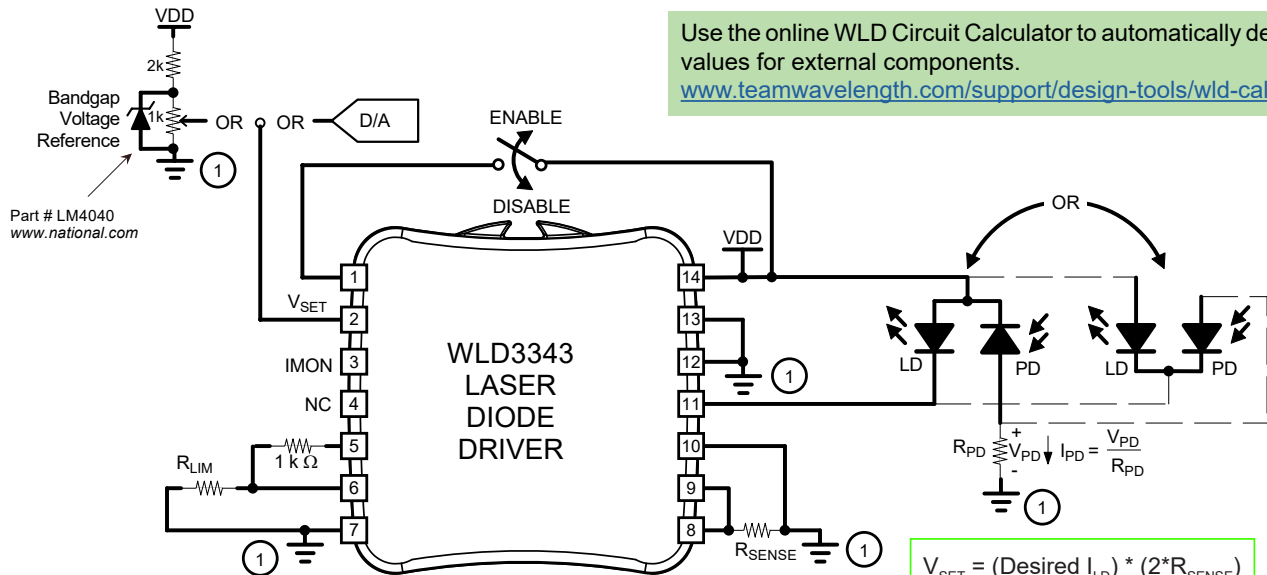 VDD
2k
Bandgap
Voltage
Reference
1k
OR
OR
D/A
1
Part # LM4040
www.national.com
Use the online WLD Circuit Calculator to automatically de
values for external components.
www.teamwavelength.com/support/design-tools/wld-cal
ENABLE
DISABLE
VDD
OR
1
14
VSET
2
13
IMON
3
12
1
NC
4
11
5
10
6
9
7
8
WLD3343
LASER
DIODE
DRIVER
LD
PD
LD
PD
RLIM
1 k Ω
1
RSENSE
1
RPD
+
VPD
-
IPD = VPD
RPD
1
VSET = (Desired ILD) * (2*RSENSE)